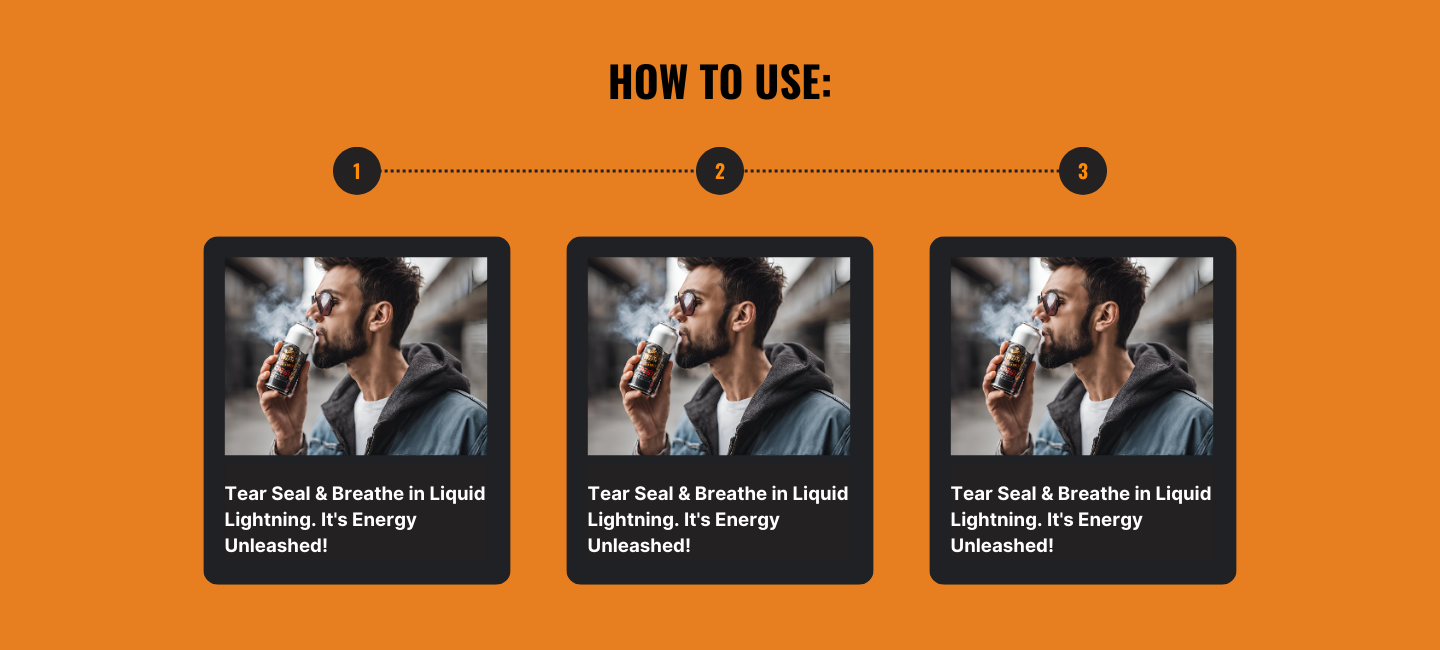 HOW TO USE:
1
2
3
Tear Seal & Breathe in Liquid
Lightning. It's Energy
Unleashed!
Tear Seal & Breathe in Liquid
Lightning. It's Energy
Unleashed!
Tear Seal & Breathe in Liquid
Lightning. It's Energy
Unleashed!